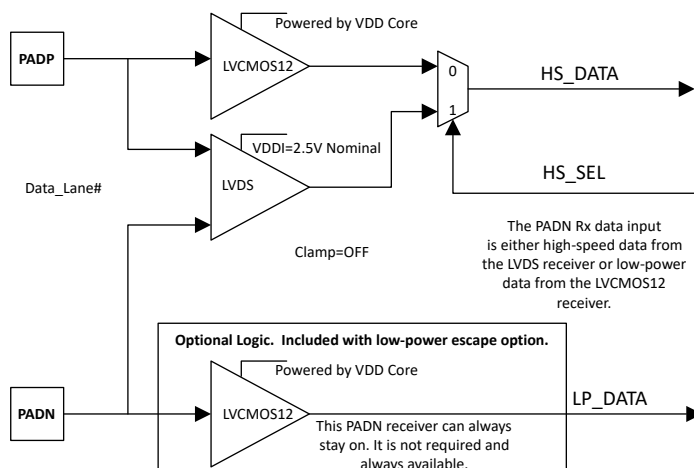 Powered by VDD Core
PADP
LVCMOS12
0
HS_DATA
1
VDDI=2.5V Nominal
LVDS
HS_SEL
Data_Lane#
The PADN Rx data input
is either high-speed data from
the LVDS receiver or low-power
data from the LVCMOS12
receiver.
Clamp=OFF
Optional Logic. Included with low-power escape option.
Powered by VDD Core
PADN
LVCMOS12
LP_DATA
This PADN receiver can always
stay on. It is not required and
always available.